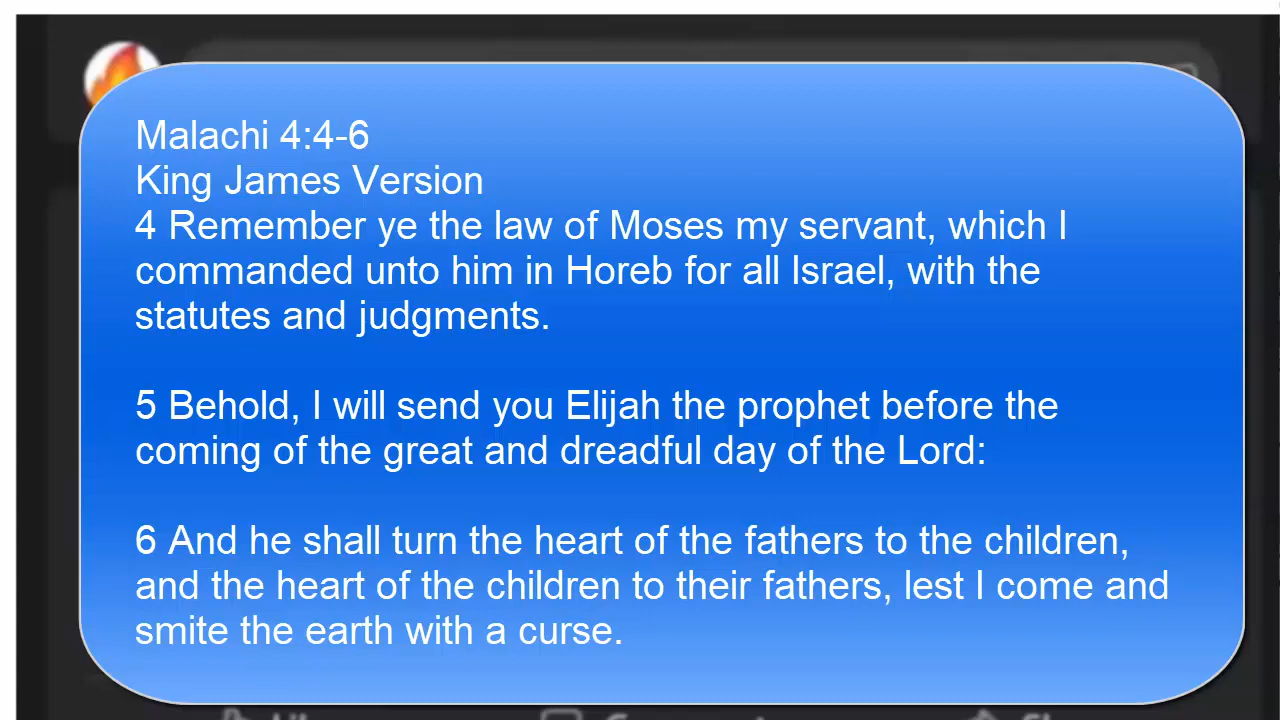 Malachi 4:4-6
King James Version
4 Remember ye the law of Moses my servant, which I
commanded unto him in Horeb for all Israel, with the
statutes and judgments.
5 Behold, I will send you Elijah the prophet before the
coming of the great and dreadful day of the Lord:
6 And he shall turn the heart of the fathers to the children,
and the heart of the children to their fathers, lest I come and
smite the earth with a curse.